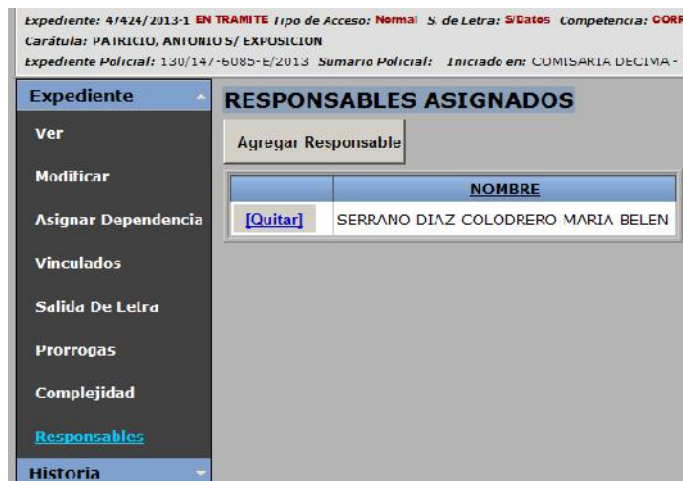 Expediente: 47424/2013-1 EN TRAMITE Tipo de Acceso: Normal S. de Letra: S/Datos Competencia: CORR
Carátula: PATRICIO, ANTONIO S/ EXPOSICION
Expediente Policial: 130/147-6085-E/2013 Sumario Policial: Iniciado en: COMISARIA DECIMA -
Expediente
RESPONSABLES ASIGNADOS
Ver
Agregar Responsable
Modificar
NOMBRE
Asignar Dependencia
[Quitar] SERRANO DIAZ COLODRERO MARIA BELEN
Vinculados
Salida De Letra
Prorrogas
Complejidad
Responsables
Historia